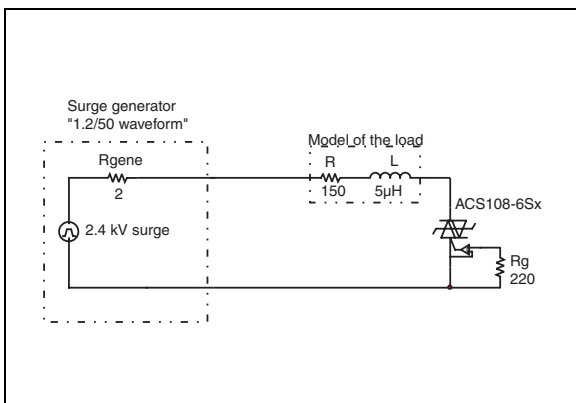 Surge generator
"1.2/50 waveform"
Model of the load
Rgene
R
L
2
150
5µH
ACS108-6Sx
2.4 kV surge
Rg
220